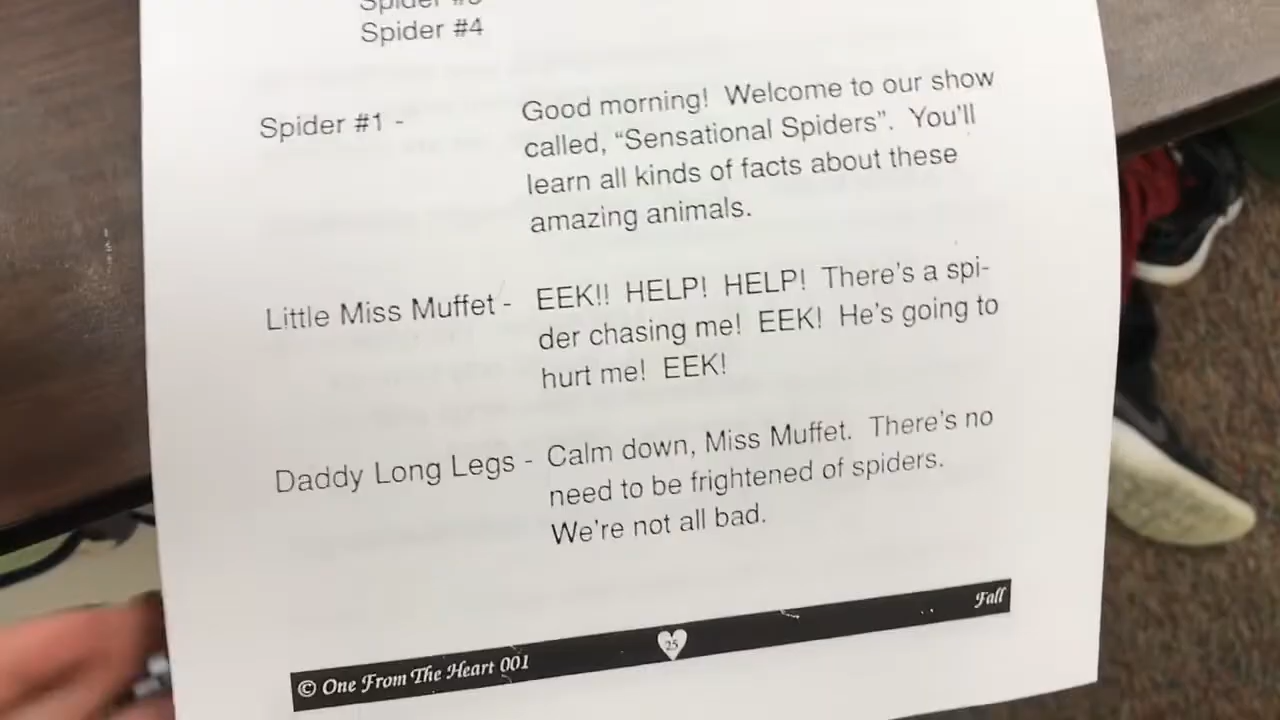 Spider #3
Spider #4
Spider #1 - Good morning! Welcome to our show
called, “Sensational Spiders”. You’ll
learn all kinds of facts about these
amazing animals.
Little Miss Muffet - EEK!! HELP! HELP! There’s a spi-
der chasing me! EEK! He’s going to
hurt me! EEK!
Daddy Long Legs - Calm down, Miss Muffet. There’s no
need to be frightened of spiders.
We’re not all bad.
© One From The Heart 001 25 Fall